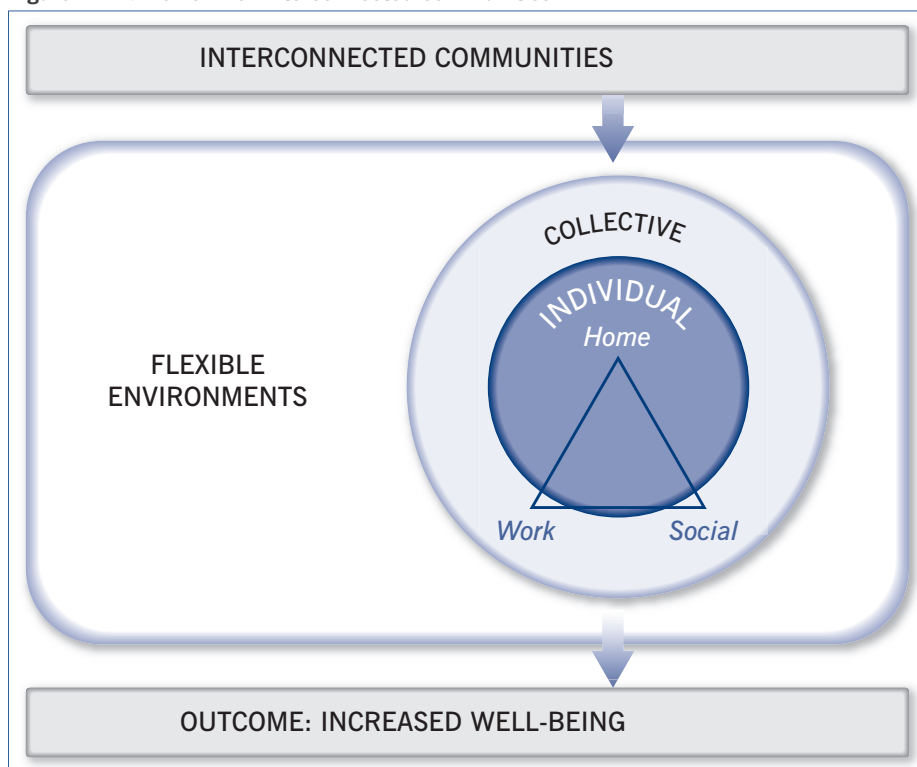 INTERCONNECTED COMMUNITIES
COLLECTIVE
INDIVIDUAL
Home
FLEXIBLE
ENVIRONMENTS
Work Social
OUTCOME: INCREASED WELL-BEING